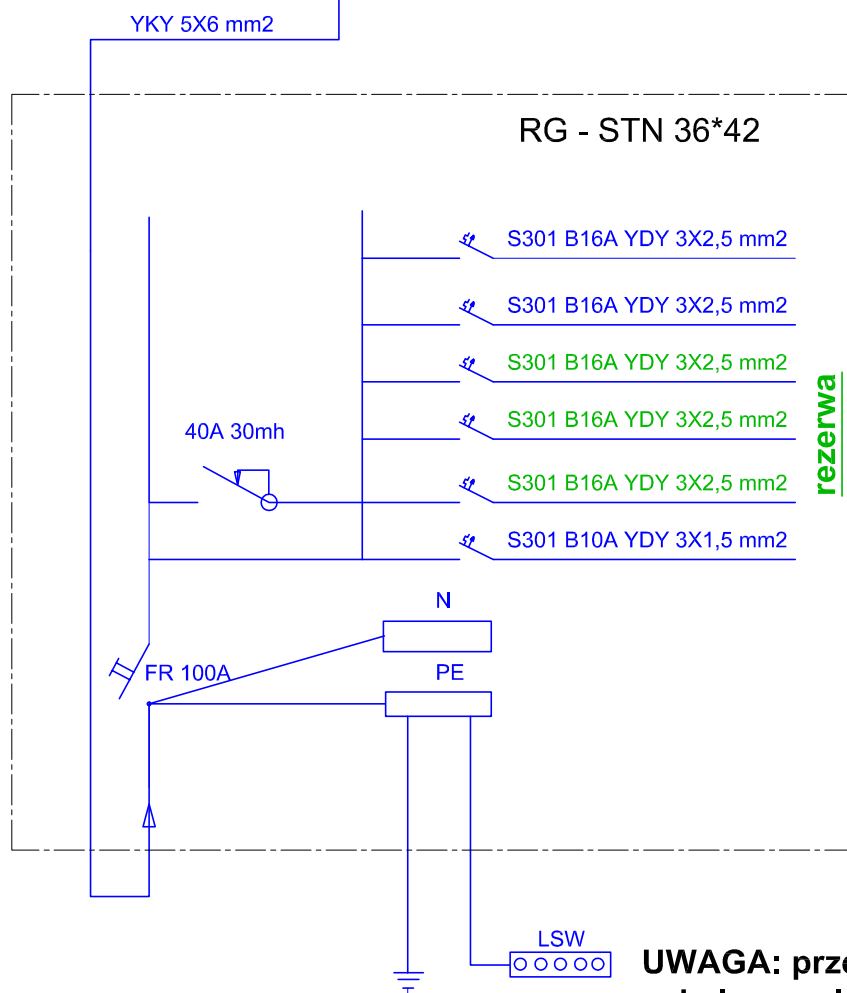 YKY 5X6 mm2
RG - STN 36*42
S301 B16A YDY 3X2,5 mm2
S301 B16A YDY 3X2,5 mm2
S301 B16A YDY 3X2,5 mm2
S301 B16A YDY 3X2,5 mm2
40A 30mh
S301 B16A YDY 3X2,5 mm2
rezerwa
S301 B10A YDY 3X1,5 mm2
N
FR 100A
PE
LSW
UWAGA: